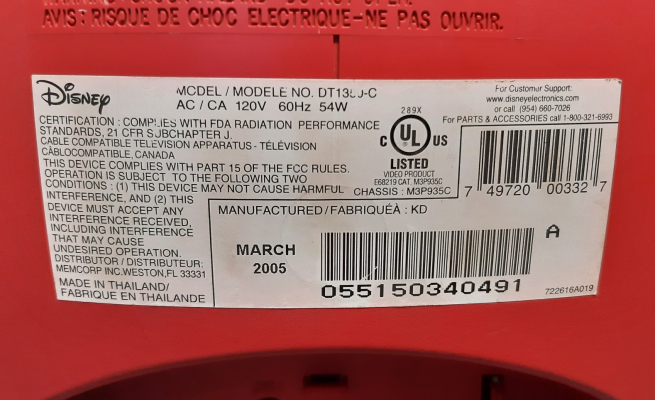 AVIS: RISQUE DE CHOC ELECTRIQUE-NE PAS OUVRIR.
Disney
MODEL / MODELE NO.
AC / CA 120V 60Hz 54W
For Customer Support:
www.disneyelectronics.com
or call (954) 660-7026
For PARTS & ACCESSORIES call 1-800-321-6993
CERTIFICATION : COMPLIES WITH FDA RADIATION PERFORMANCE
STANDARDS, 21 CFR SUBCHAPTER J.
CABLE COMPATIBLE TELEVISION APPARATUS - TÉLÉVISION
CÂBLOCOMPATIBLE, CANADA
THIS DEVICE COMPLIES WITH PART 15 OF THE FCC RULES.
OPERATION IS SUBJECT TO THE FOLLOWING TWO
CONDITIONS : (1) THIS DEVICE MAY NOT CAUSE HARMFUL
INTERFERENCE, AND (2) THIS
DEVICE MUST ACCEPT ANY
INTERFERENCE RECEIVED,
INCLUDING INTERFERENCE
THAT MAY CAUSE
UNDESIRED OPERATION.
DISTRIBUTOR / DISTRIBUTEUR:
MEMCORP INC.WESTON,FL 33331
MADE IN THAILAND/
FABRIQUE EN THAILANDE
289X
C UL US
LISTED
VIDEO PRODUCT
E68219 CAT. M3P935C
CHASSIS : M3P935C
7 49720 00332 7
MANUFACTURED / FABRIQUÉÀ : KD
MARCH
2005
A
055150340491
722616A019